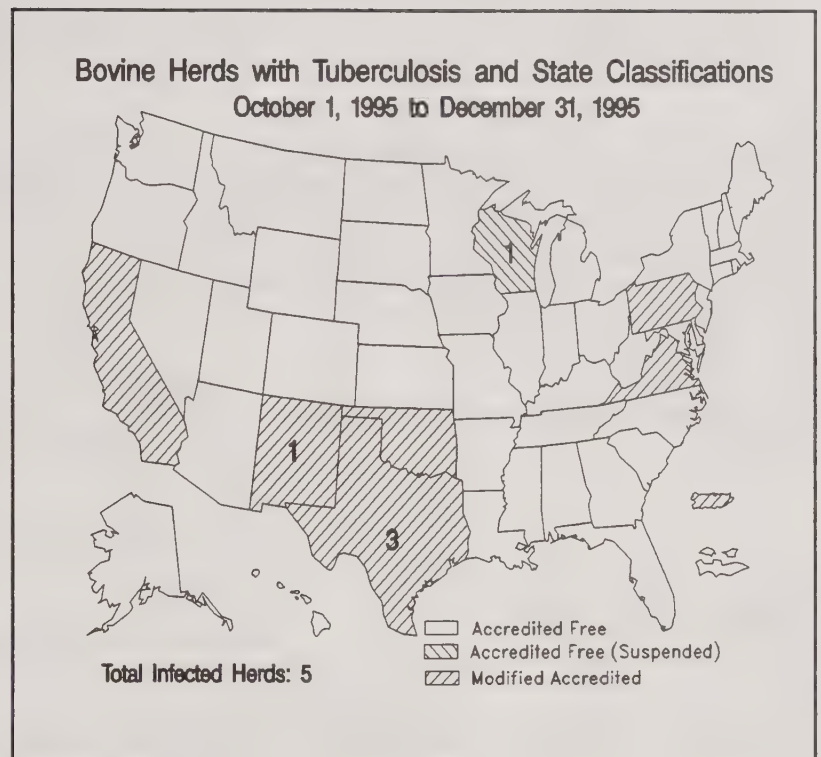 Bovine Herds with Tuberculosis and State Classifications
October 1, 1995 to December 31, 1995
1
1
3
Accredited Free
Accredited Free (Suspended)
Modified Accredited
Total Infected Herds: 5